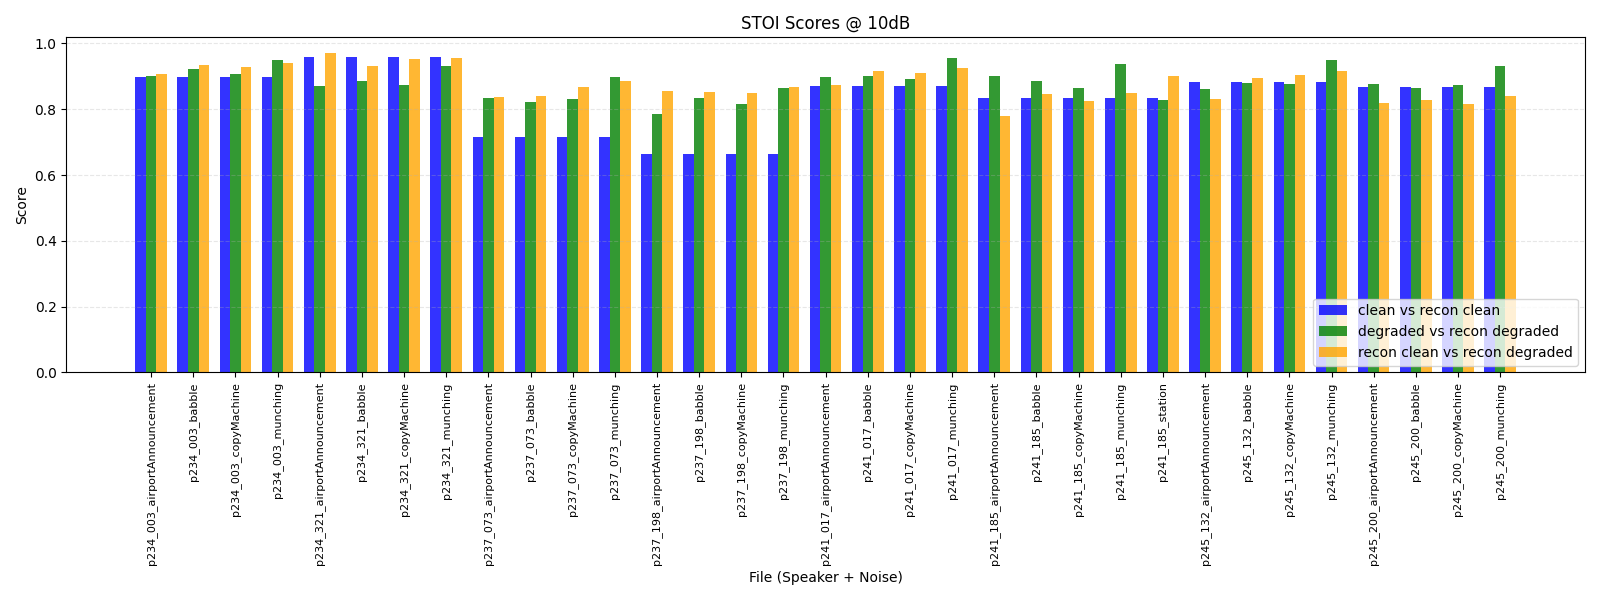 STOI Scores @ 10dB
1.0
0.8
0.6
0.4
0.2
0.0
Score
clean vs recon clean
degraded vs recon degraded
recon clean vs recon degraded
p234_003_airportAnnouncement
p234_003_babble
p234_003_copyMachine
p234_003_munching
p234_321_airportAnnouncement
p234_321_babble
p234_321_copyMachine
p234_321_munching
p237_073_airportAnnouncement
p237_073_babble
p237_073_copyMachine
p237_073_munching
p237_198_airportAnnouncement
p237_198_babble
p237_198_copyMachine
p237_198_munching
p241_017_airportAnnouncement
p241_017_babble
p241_017_copyMachine
p241_017_munching
p241_185_airportAnnouncement
p241_185_babble
p241_185_copyMachine
p241_185_munching
p241_185_station
p245_132_airportAnnouncement
p245_132_babble
p245_132_copyMachine
p245_132_munching
p245_200_airportAnnouncement
p245_200_babble
p245_200_copyMachine
p245_200_munching
File (Speaker + Noise)